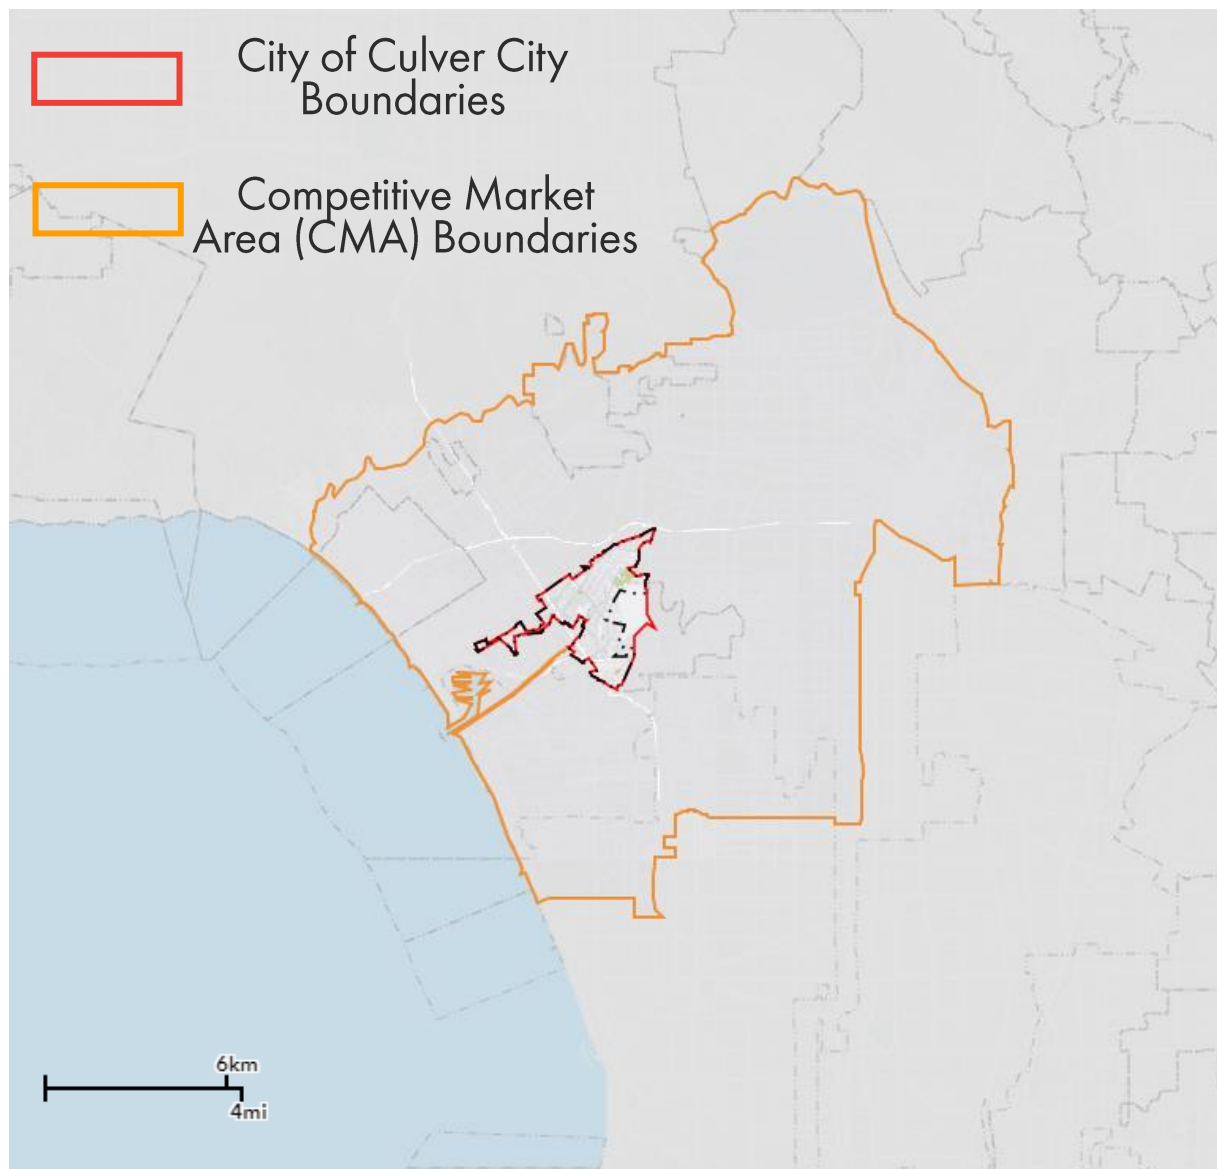 City of Culver City
Boundaries
Competitive Market
Area (CMA) Boundaries
6km
4mi